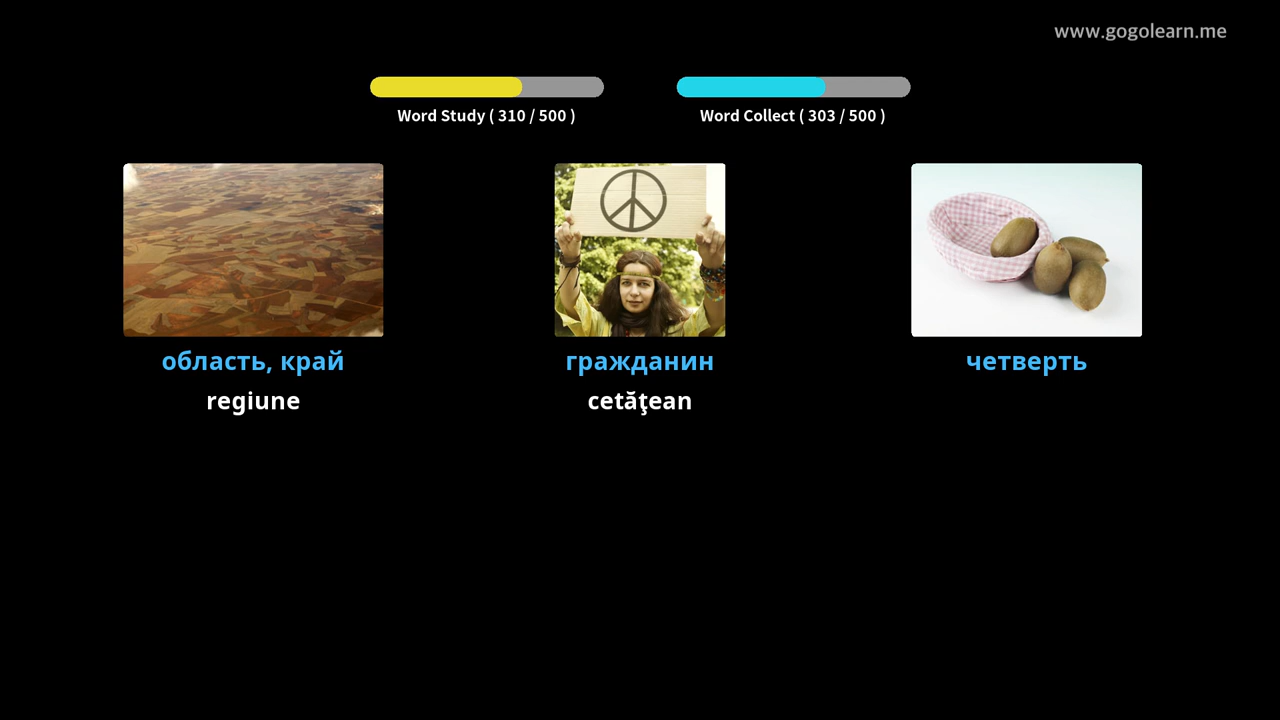 www.gogolearn.me
Word Study ( 310 / 500 )
Word Collect ( 303 / 500 )
область, край
regiune
гражданин
cetăţean
четверть